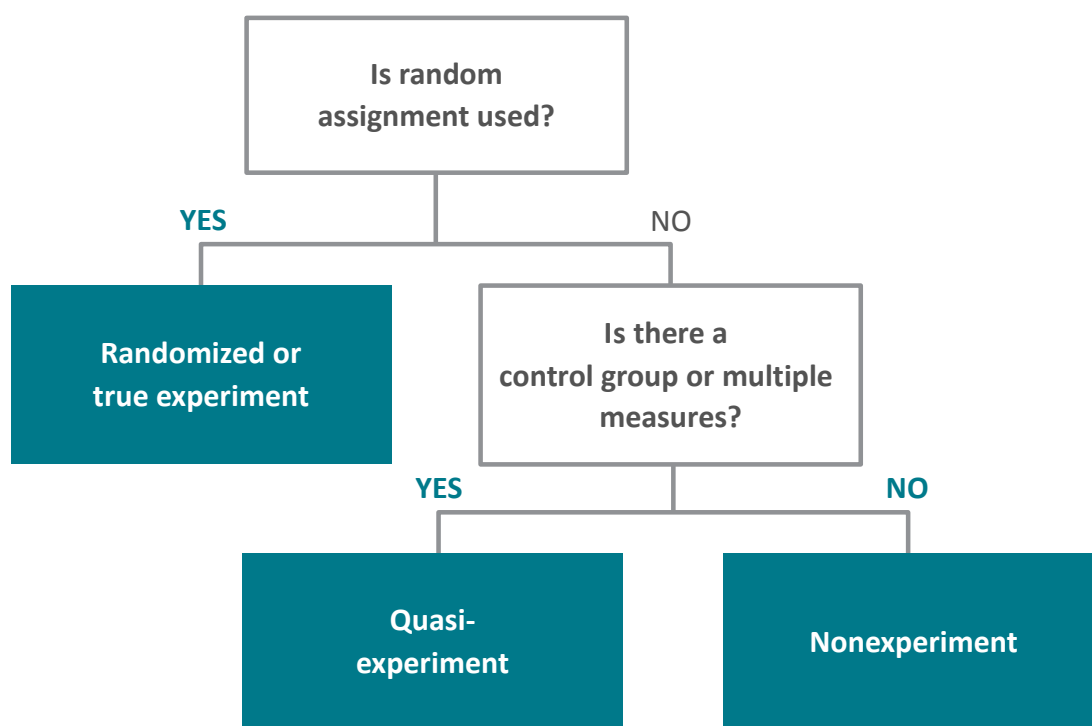 Is random
assignment used?
YES
NO
Randomized or
true experiment
Is there a
control group or multiple
measures?
YES
NO
Quasi-
experiment
Nonexperiment